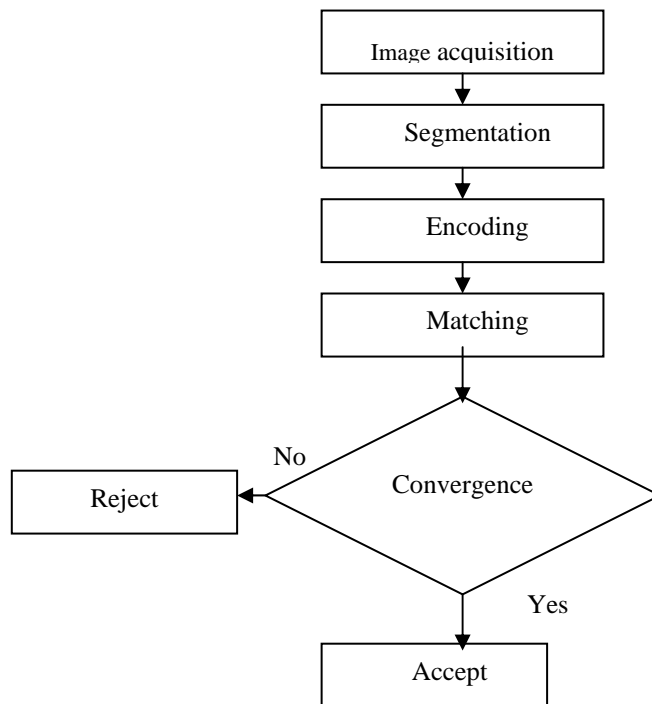 Image acquisition
Segmentation
Encoding
Matching
No
Convergence
Reject
Yes
Accept